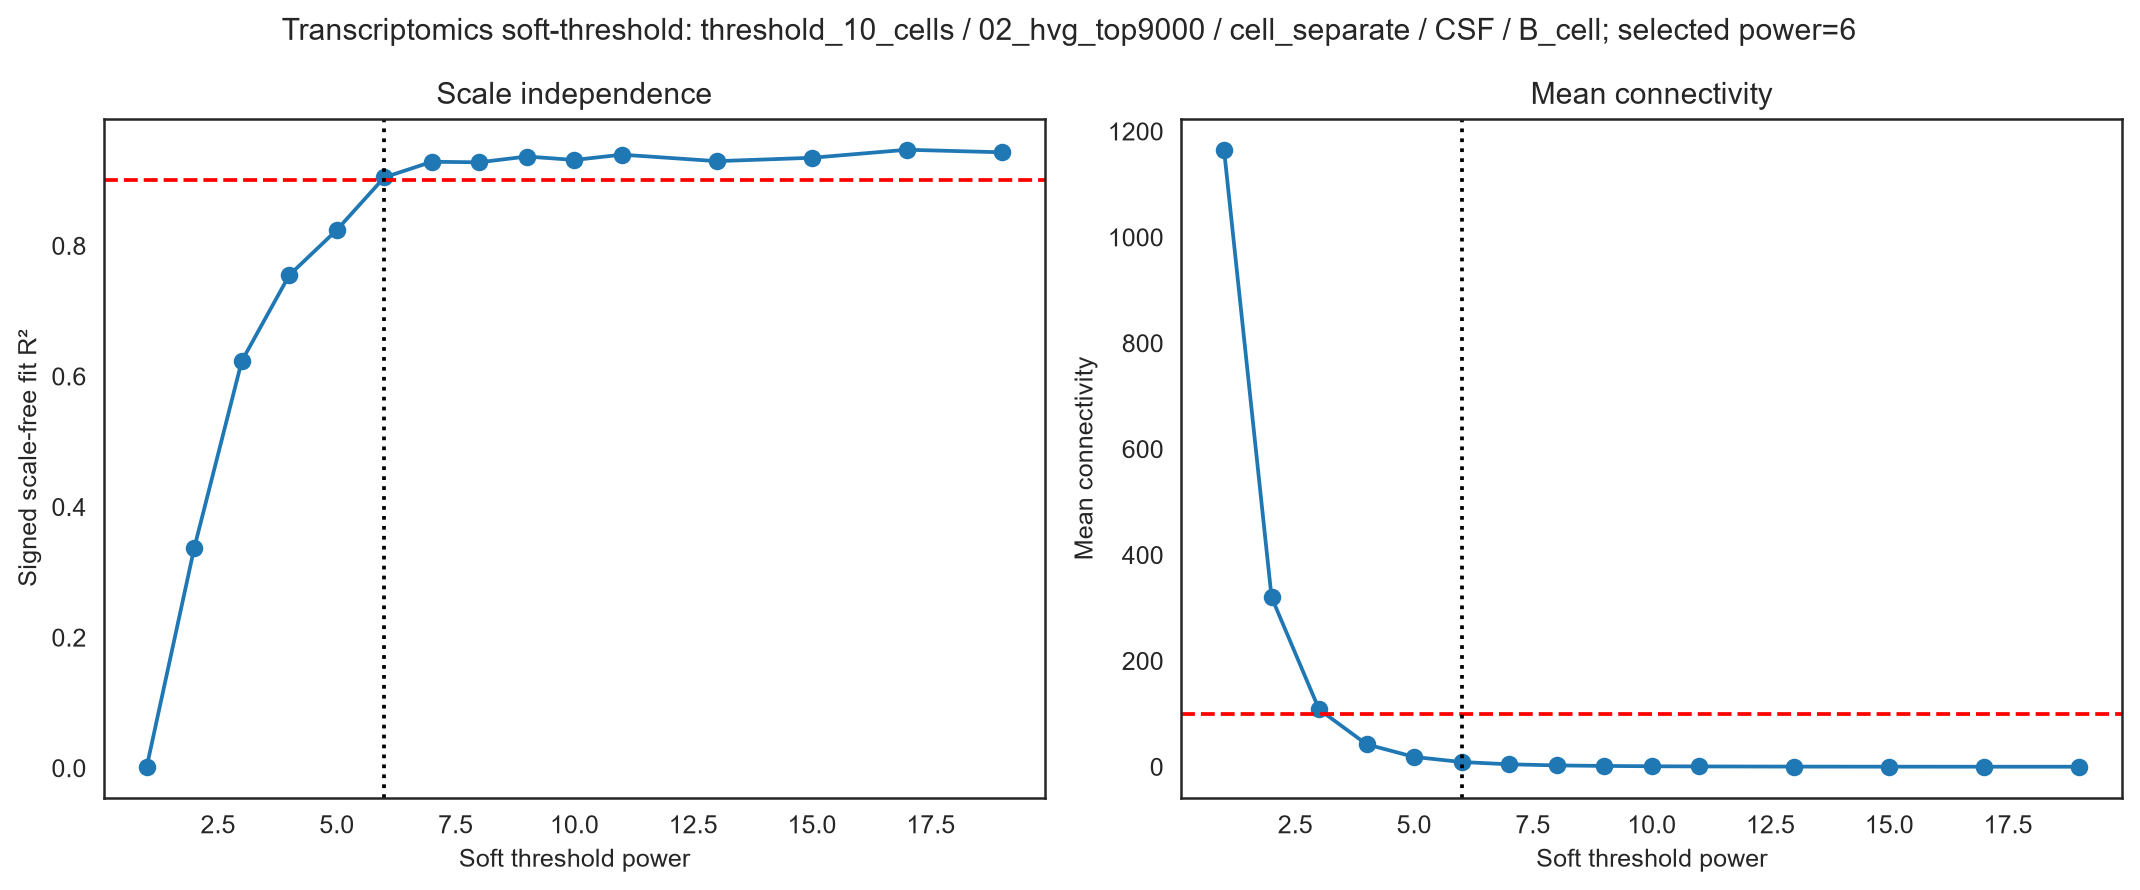 Transcriptomics soft-threshold: threshold_10_cells / 02_hvg_top9000 / cell_separate / CSF / B_cell; selected power=6
Scale independence
Signed scale-free fit R²
0.8
0.6
0.4
0.2
0.0
2.5 5.0 7.5 10.0 12.5 15.0 17.5
Soft threshold power
Mean connectivity
Mean connectivity
1200
1000
800
600
400
200
0
2.5 5.0 7.5 10.0 12.5 15.0 17.5
Soft threshold power